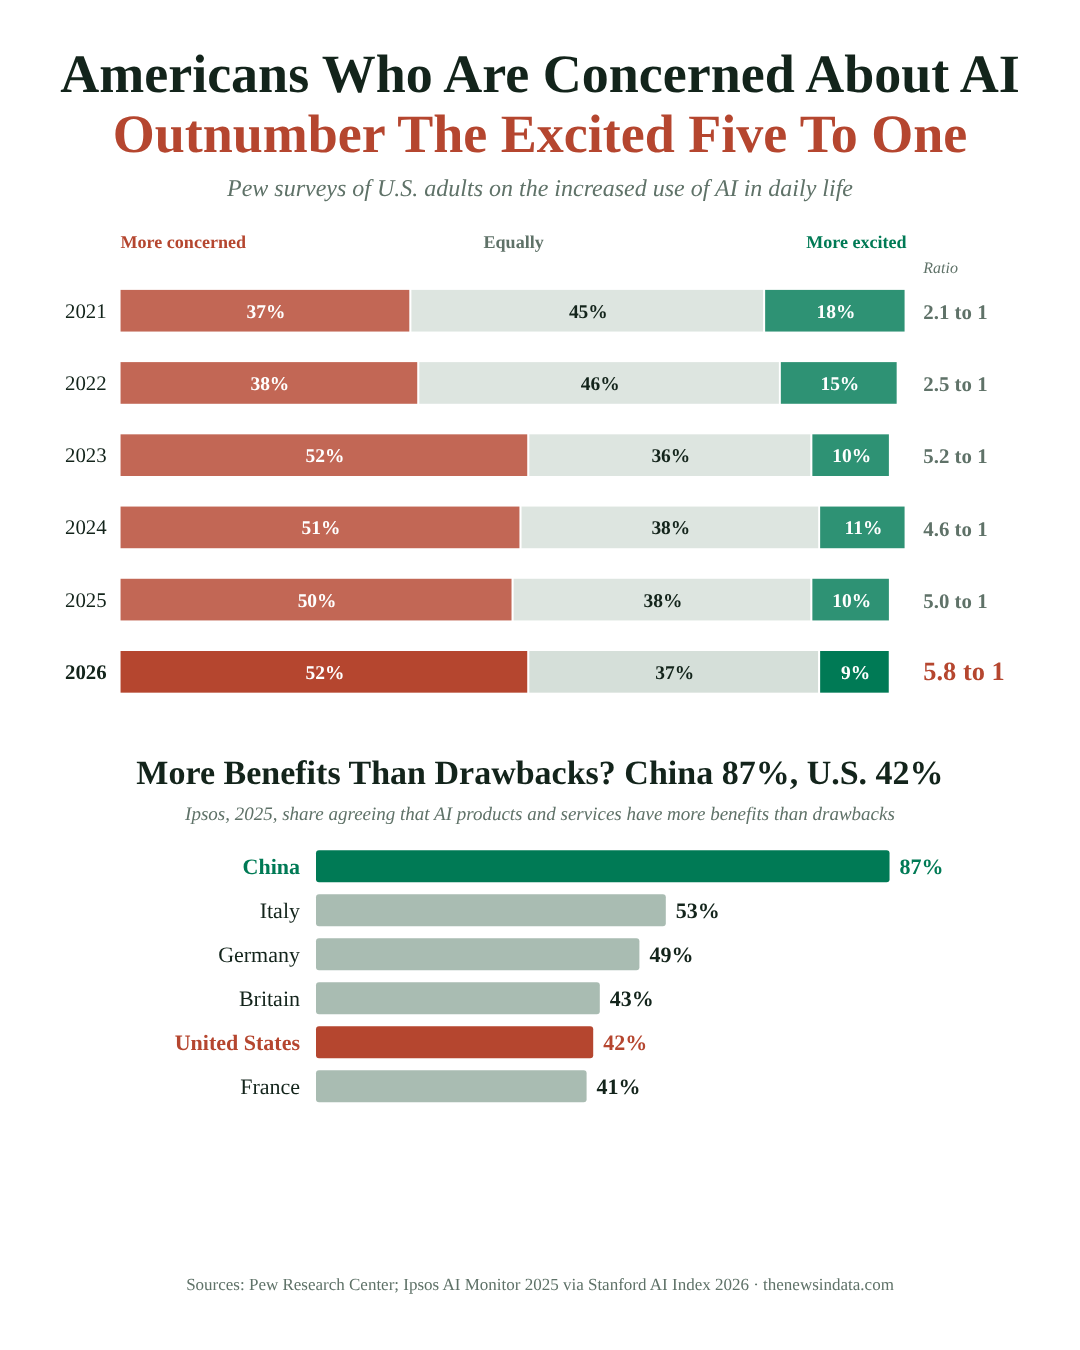 Americans Who Are Concerned About AI
Outnumber The Excited Five To One
Pew surveys of U.S. adults on the increased use of AI in daily life
More concerned Equally More excited
Ratio
2021 37% 45% 18% 2.1 to 1
2022 38% 46% 15% 2.5 to 1
2023 52% 36% 10% 5.2 to 1
2024 51% 38% 11% 4.6 to 1
2025 50% 38% 10% 5.0 to 1
2026 52% 37% 9% 5.8 to 1
More Benefits Than Drawbacks? China 87%, U.S. 42%
Ipsos, 2025, share agreeing that AI products and services have more benefits than drawbacks
China 87%
Italy 53%
Germany 49%
Britain 43%
United States 42%
France 41%
Sources: Pew Research Center; Ipsos AI Monitor 2025 via Stanford AI Index 2026 · thenewsindata.com